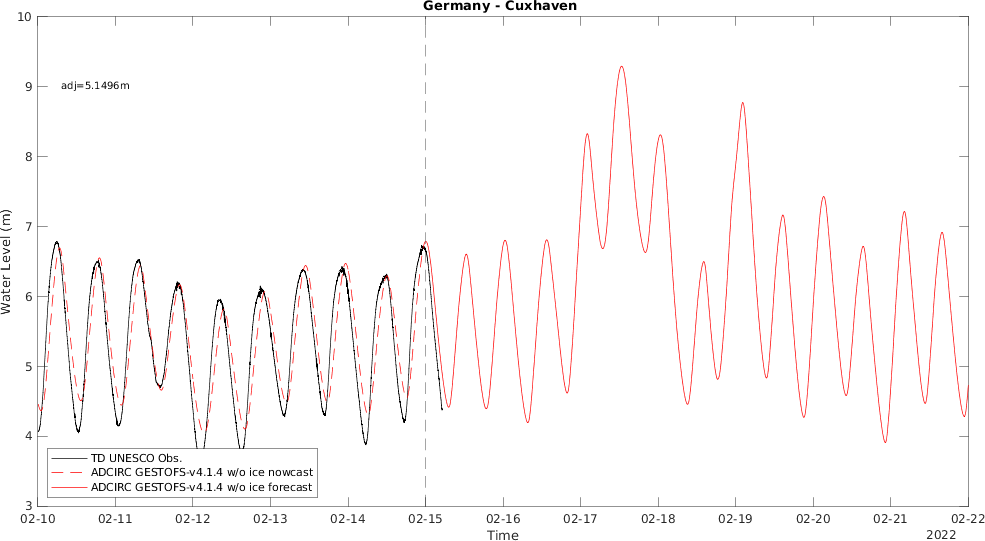 Germany - Cuxhaven
10
9
8
7
6
5
4
3
Water Level (m)
adj=5.1496m
TD UNESCO Obs.
ADCIRC GESTOFS-v4.1.4 w/o ice nowcast
ADCIRC GESTOFS-v4.1.4 w/o ice forecast
02-10 02-11 02-12 02-13 02-14 02-15 02-16 02-17 02-18 02-19 02-20 02-21 02-22
Time
2022